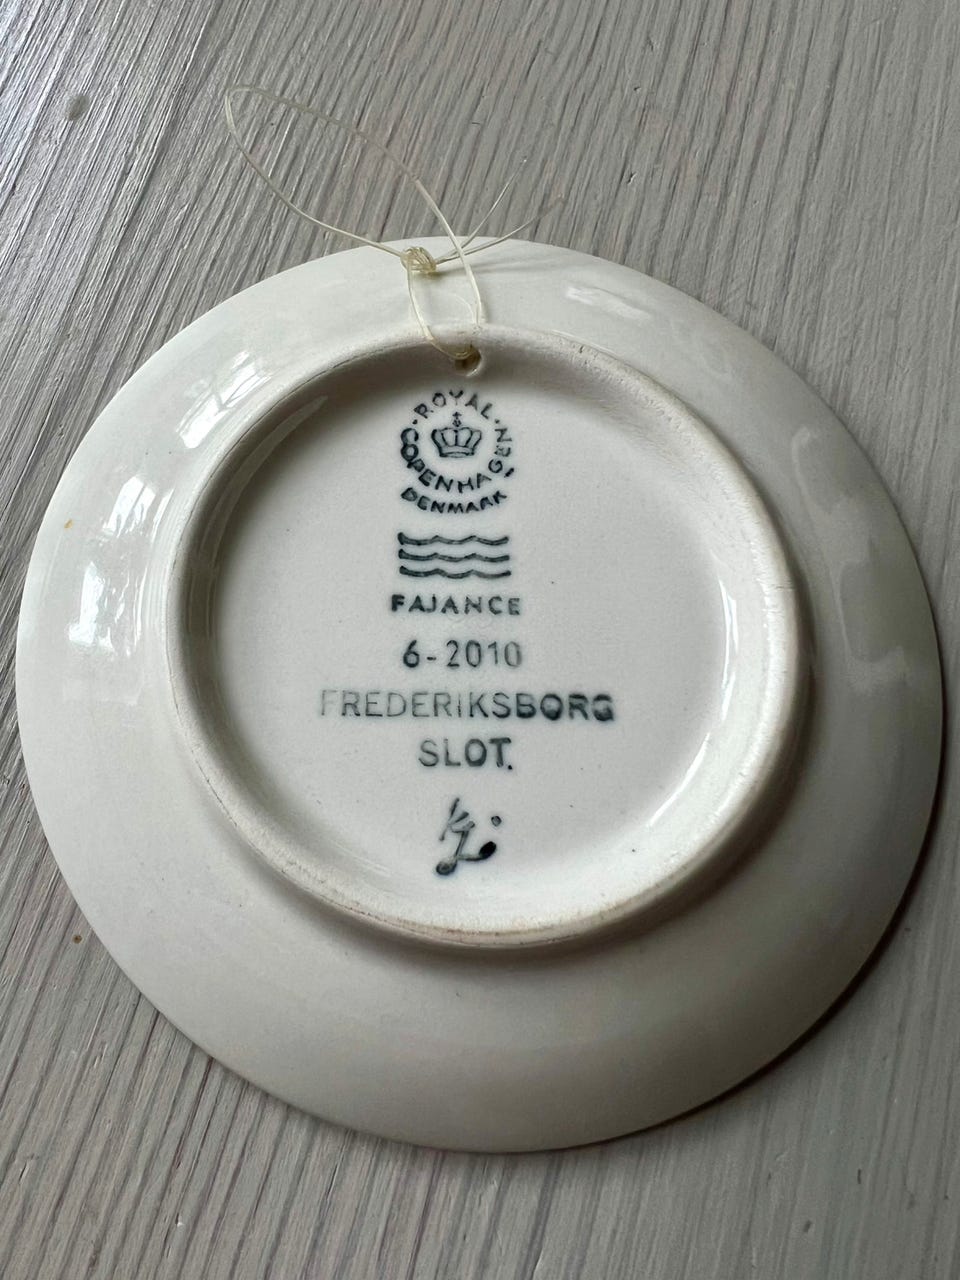 ROYAL
COPENHAGEN
DENMARK
FAJANCE
6-2010
FREDERIKSBORG
SLOT.